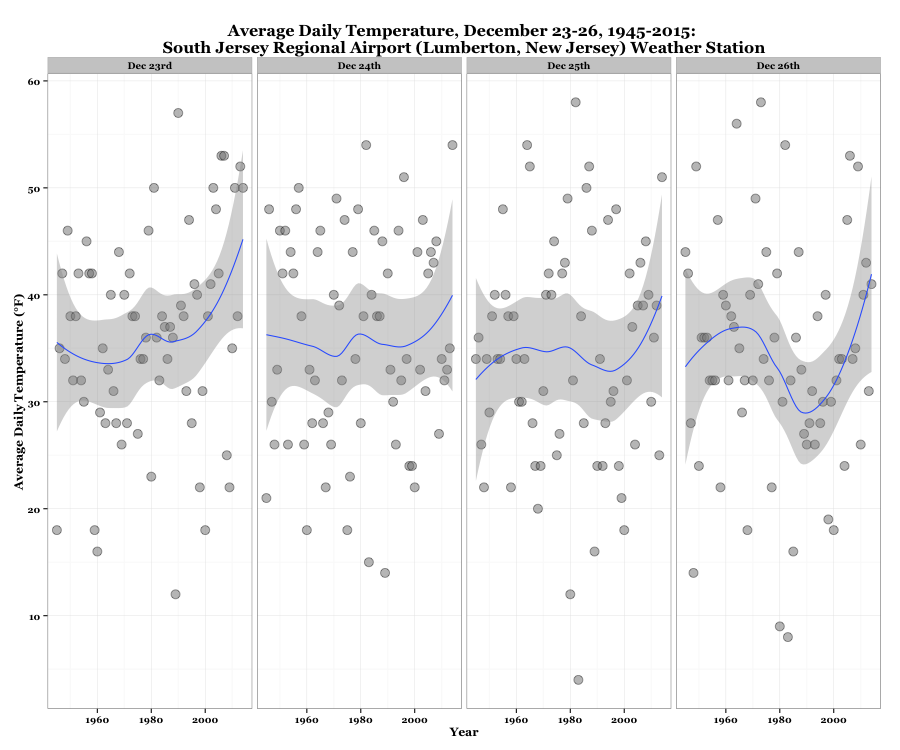 Average Daily Temperature, December 23-26, 1945-2015:
South Jersey Regional Airport (Lumberton, New Jersey) Weather Station
Dec 23rd Dec 24th Dec 25th Dec 26th
Average Daily Temperature (°F)
60
50
40
30
20
10
1960 1980 2000 1960 1980 2000 1960 1980 2000 1960 1980 2000
Year